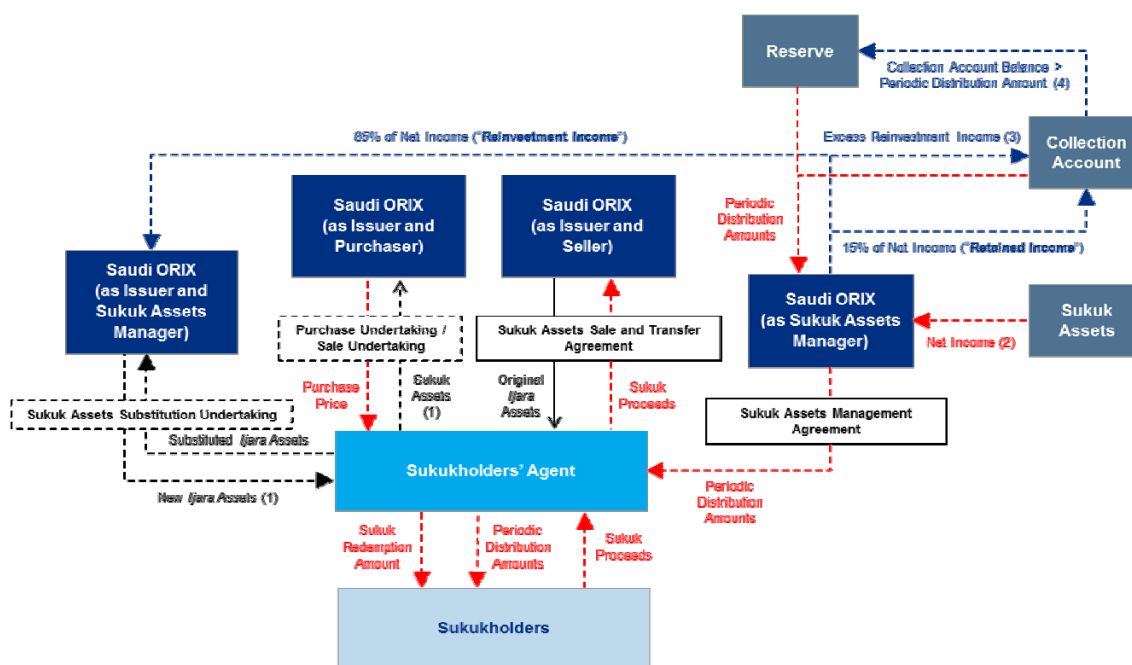 Reserve
Collection Account Balance >
Periodic Distribution Amount (4)
85% of Net Income ("Reinvestment Income")
Excess Reinvestment Income (3)
Collection
Account
Saudi ORIX
(as Issuer and
Purchaser)
Saudi ORIX
(as Issuer and
Seller)
Periodic
Distribution
Amounts
15% of Net Income ("Retained Income")
Saudi ORIX
(as Issuer and
Sukuk Assets
Manager)
Saudi ORIX
(as Sukuk Assets
Manager)
Sukuk
Assets
Net Income (2)
Purchase Undertaking /
Sale Undertaking
Sukuk Assets Sale and Transfer
Agreement
Purchase
Price
Sukuk
Assets
(1)
Original
Ijara
Assets
Sukuk
Proceeds
Sukuk Assets Substitution Undertaking
Sukuk Assets Management
Agreement
Substituted Ijara Assets
Sukukholders' Agent
New Ijara Assets (1)
Periodic
Distribution
Amounts
Sukuk
Redemption
Amount
Periodic
Distribution
Amounts
Sukuk
Proceeds
Sukukholders